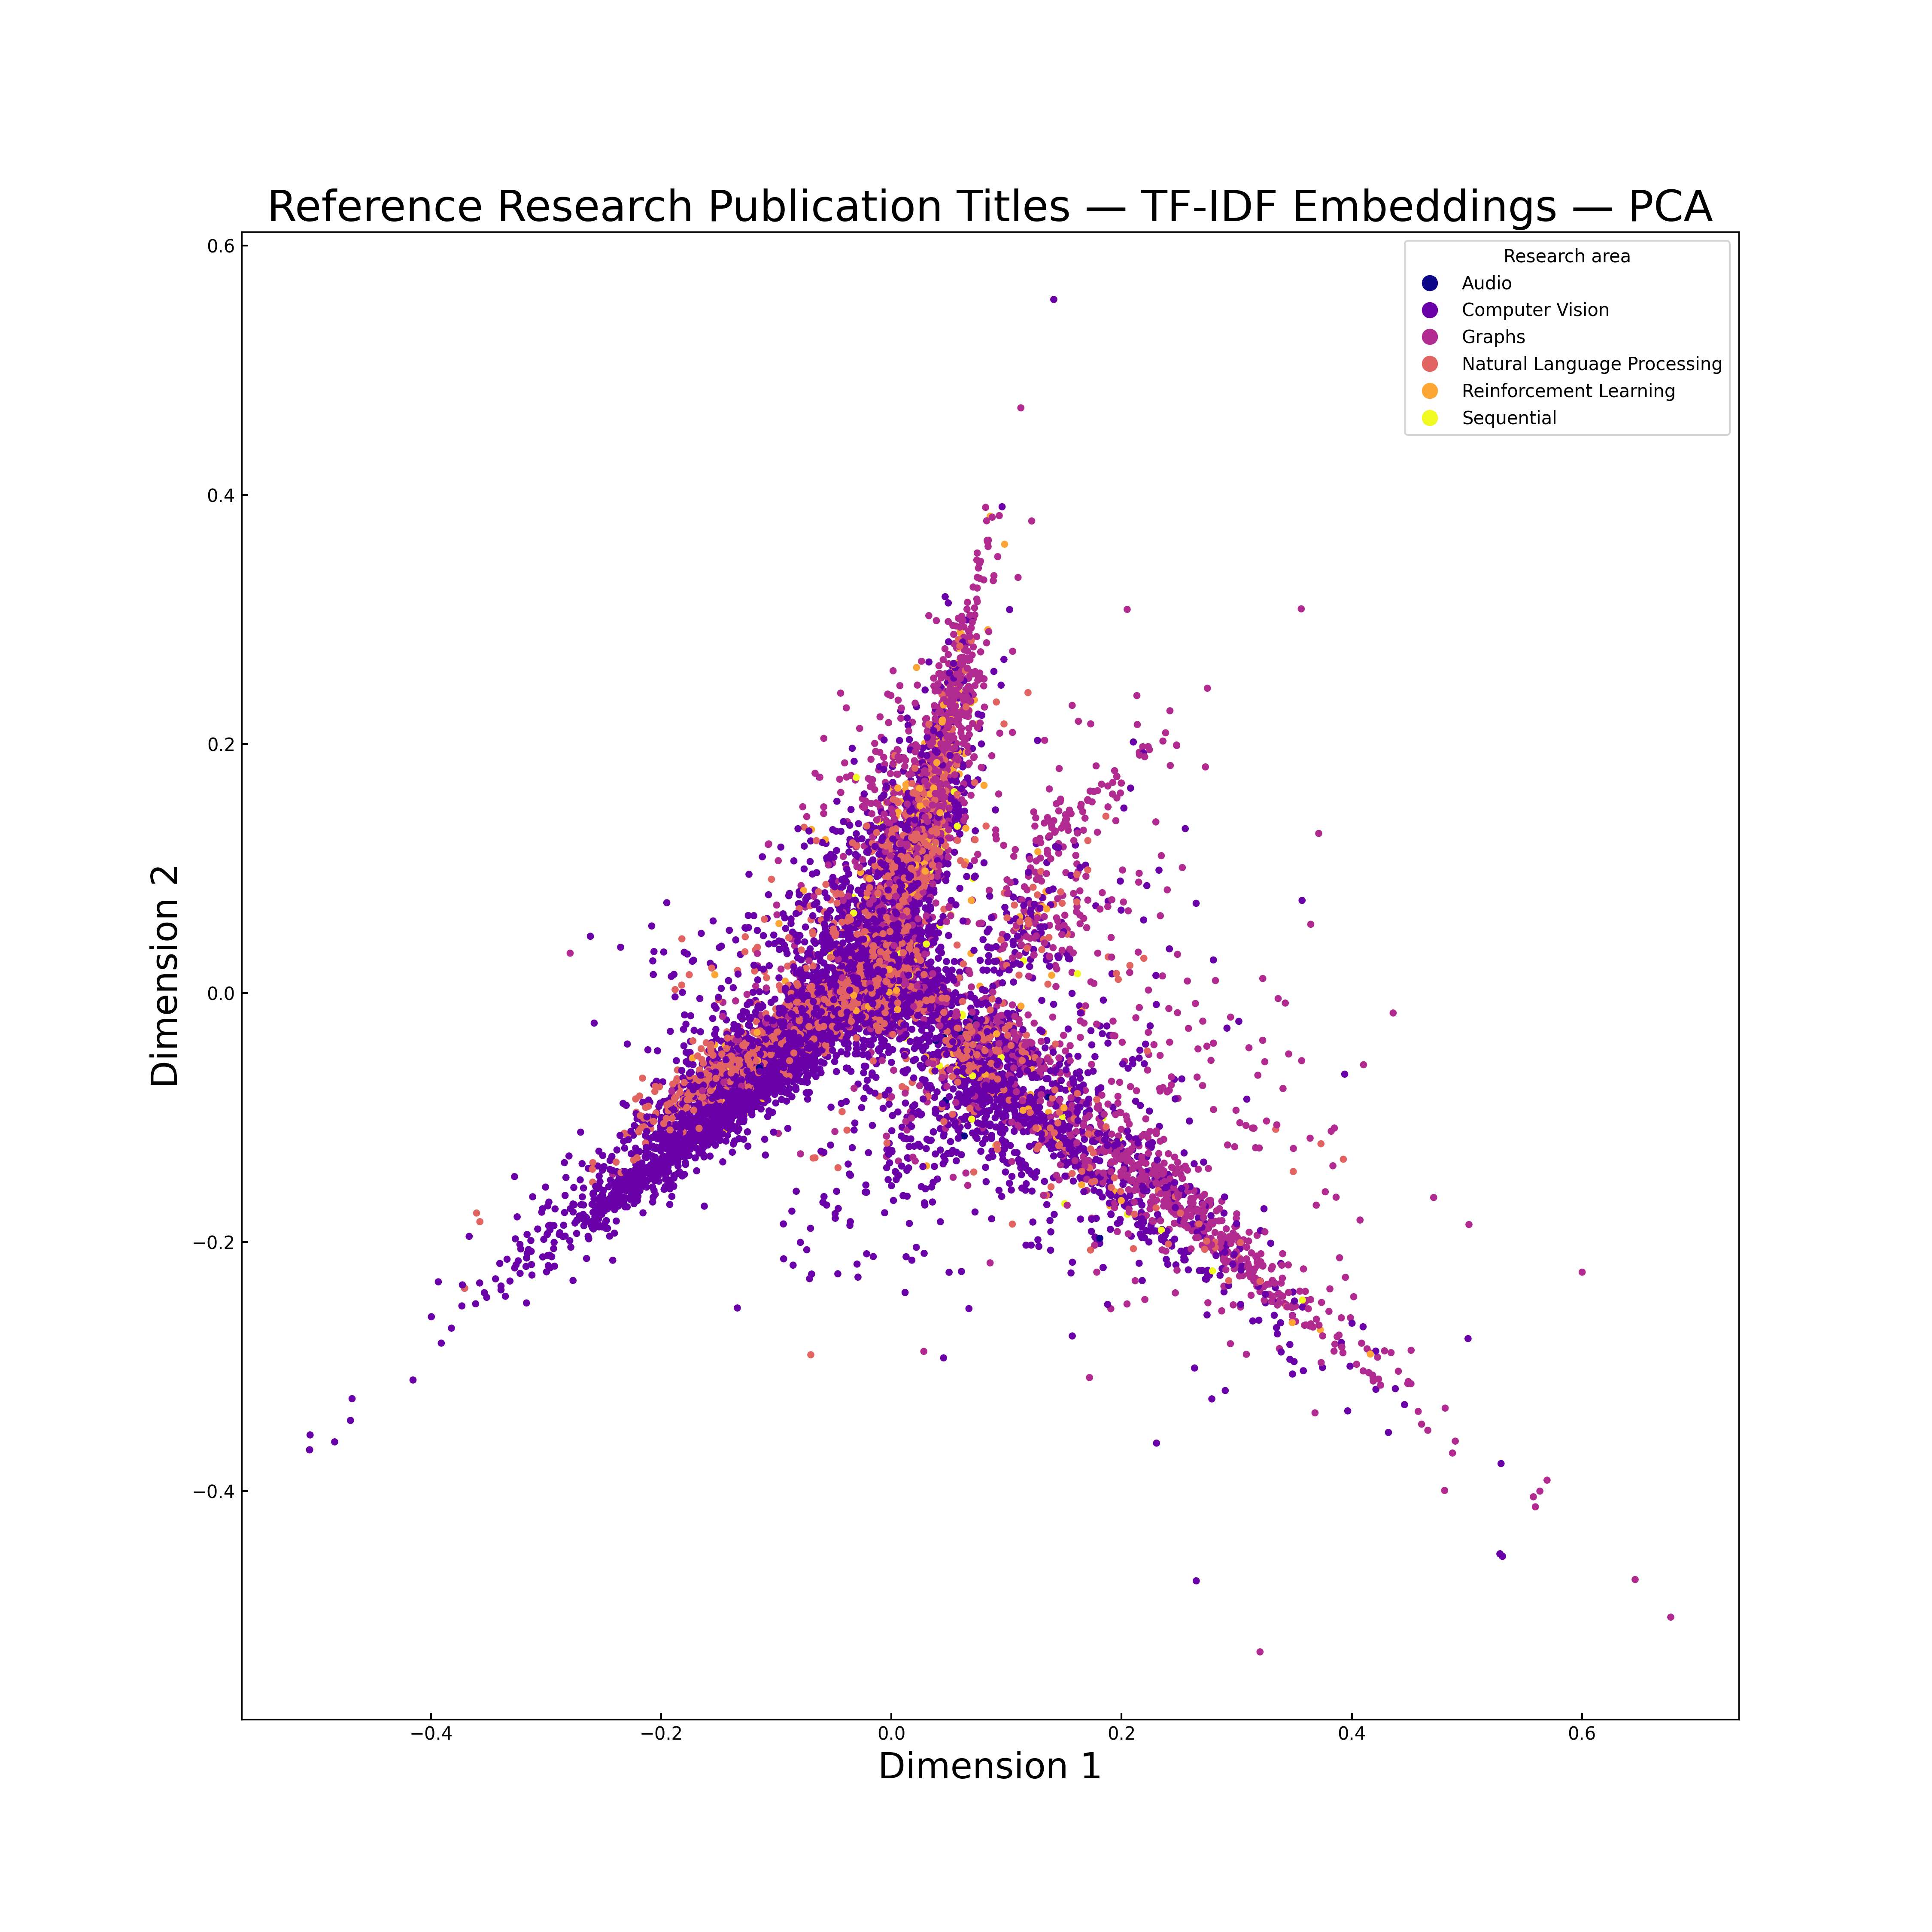 Reference Research Publication Titles — TF-IDF Embeddings — PCA
Research area
Audio
Computer Vision
Graphs
Natural Language Processing
Reinforcement Learning
Sequential
0.6
0.4
0.2
0.0
−0.2
−0.4
Dimension 2
−0.4
−0.2
0.0
0.2
0.4
0.6
Dimension 1